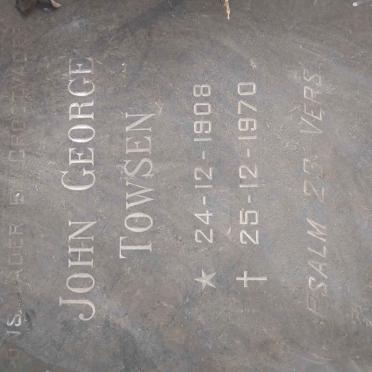 JOHN GEORGE
TOWSEN
★ 24-12-1908
✝ 25-12-1970
PSALM 23 VERS